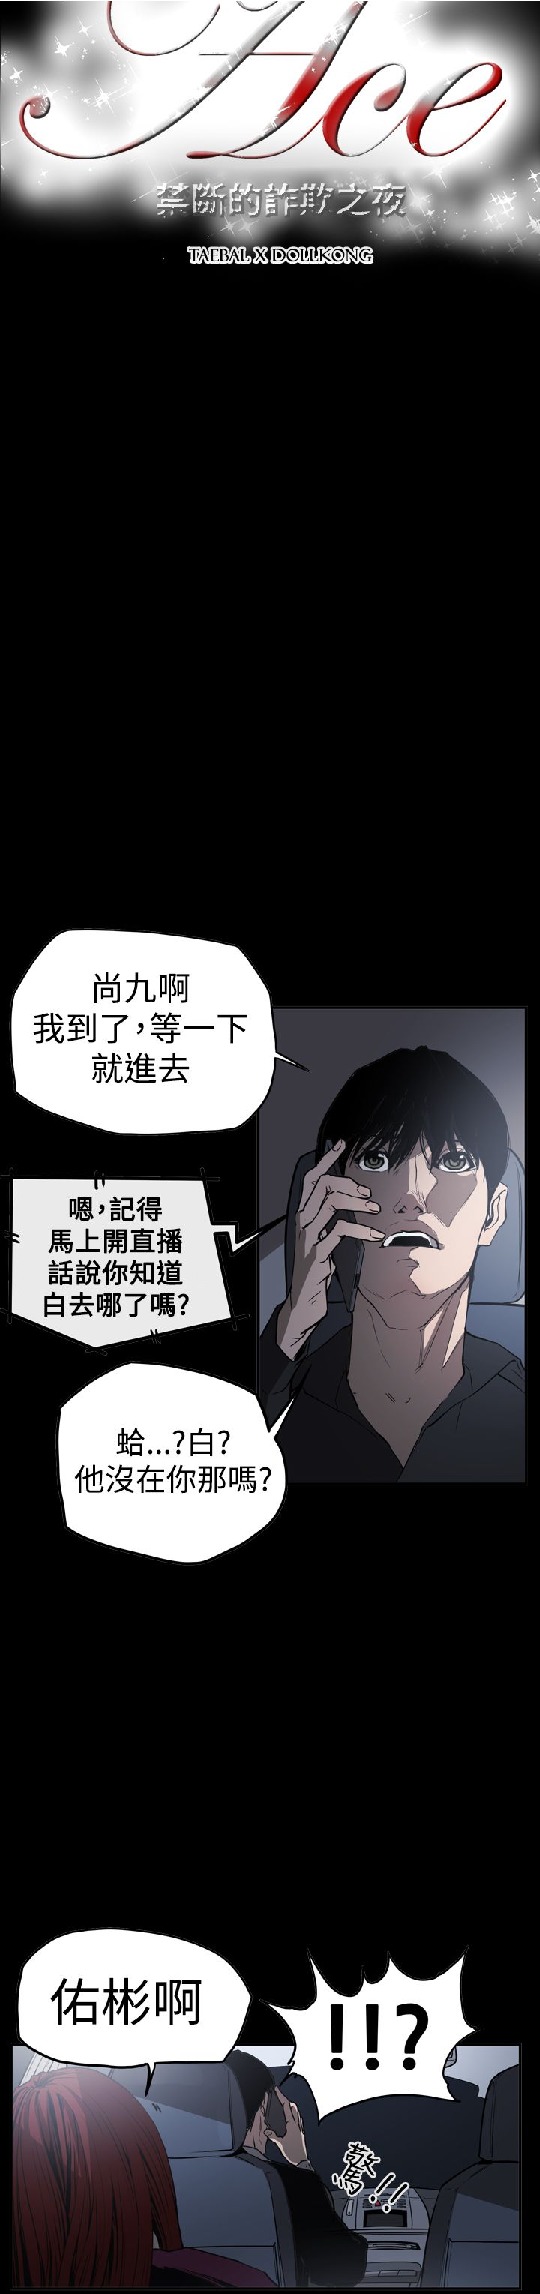 Ace
禁斷的詐欺之夜
TAEBAL X DOLLKONG
尚九啊
我到了，等一下
就進去
嗯，記得
馬上開直播
話說你知道
白去哪了嗎?
蛤...?白?
他沒在你那嗎?
佑彬啊
!!?
驚!!